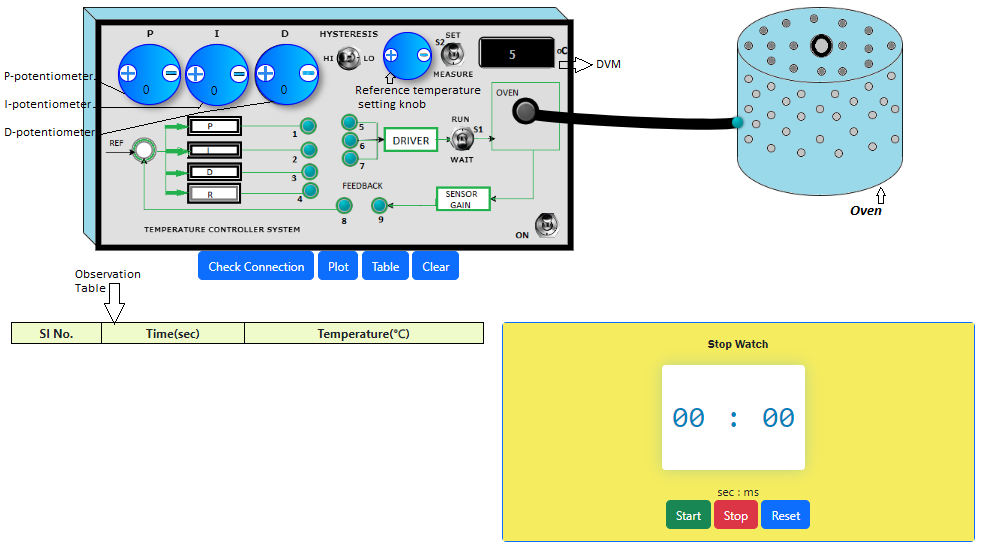 P I D HYSTERESIS
HI LO
S2 SET
MEASURE
5 oC
DVM
0 0 0
P-potentiometer
I-potentiometer
D-potentiometer
Reference temperature
setting knob
OVEN
REF
P 1
I 2
D 3
R 4
5
6
7
DRIVER
RUN
S1
WAIT
FEEDBACK
8 9
SENSOR
GAIN
ON
TEMPERATURE CONTROLLER SYSTEM
Oven
Check Connection Plot Table Clear
Observation
Table
SI No. Time(sec) Temperature(°C)
Stop Watch
00 : 00
sec : ms
Start Stop Reset